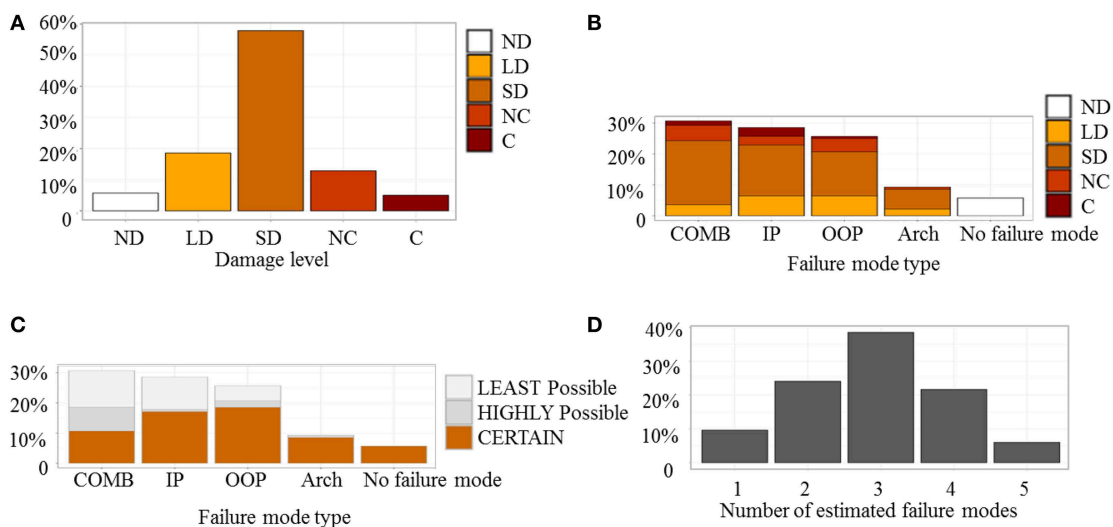 A
60%
50%
40%
30%
20%
10%
0
ND
LD
SD
NC
C
Damage level
ND
LD
SD
NC
C
B
30%
20%
10%
0
COMB
IP
OOP
Arch
No failure mode
Failure mode type
ND
LD
SD
NC
C
C
30%
20%
10%
0
COMB
IP
OOP
Arch
No failure mode
Failure mode type
LEAST Possible
HIGHLY Possible
CERTAIN
D
40%
30%
20%
10%
0
1
2
3
4
5
Number of estimated failure modes